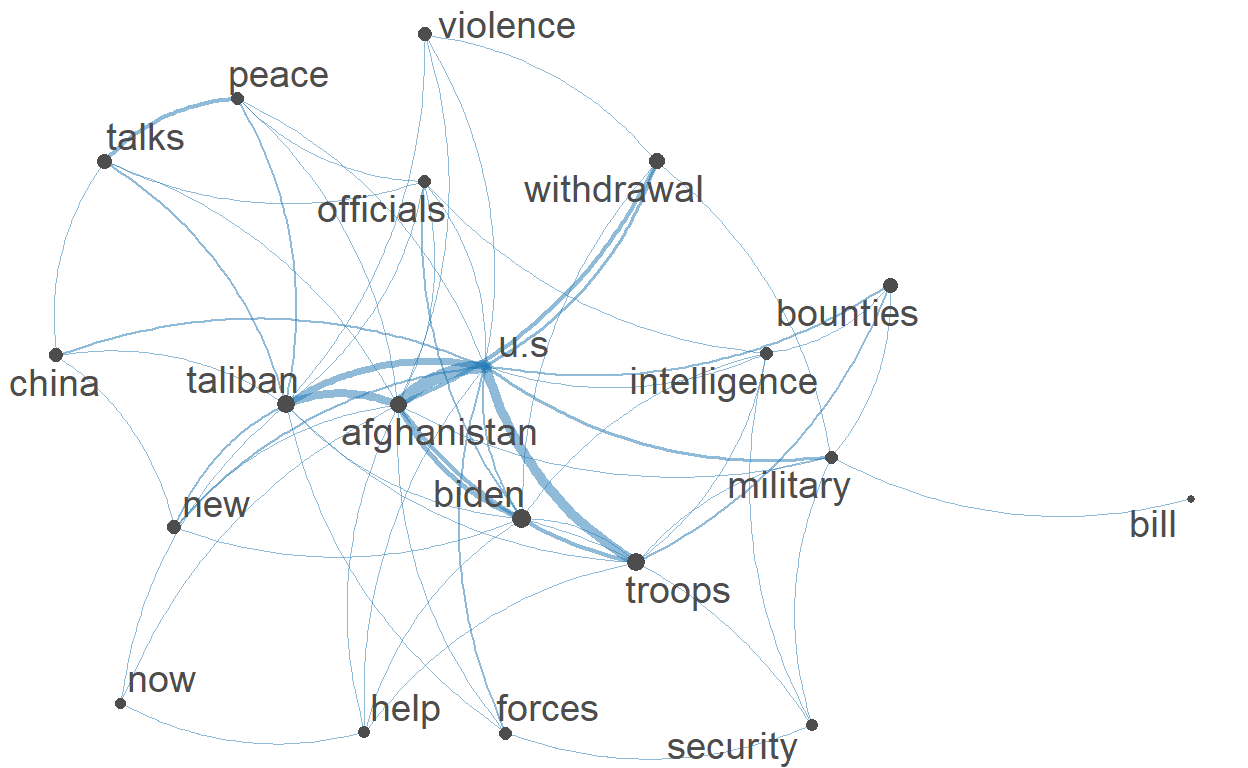 violence
peace
talks
withdrawal
officials
bounties
u.s
china
taliban
intelligence
afghanistan
military
biden
new
bill
troops
now
help
forces
security